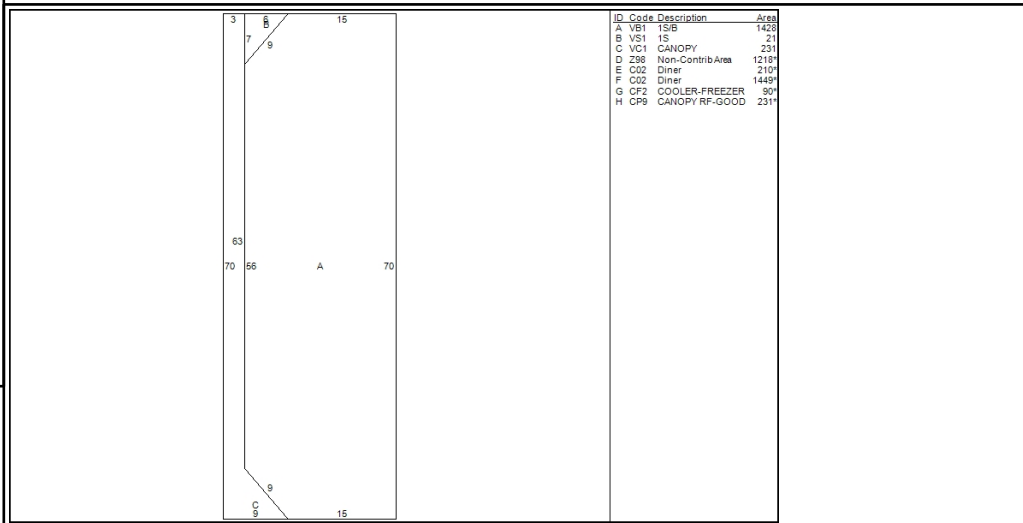 3 6 15
B
7
9
63
70 56 A 70
9
C
9 15
ID Code Description Area
A VB1 1S/B 1428
B VS1 1S 21
C VC1 CANOPY 231
D Z98 Non-Contrib Area 1218*
E C02 Diner 210*
F C02 Diner 1449*
G CF2 COOLER-FREEZER 90*
H CP9 CANOPY RF-GOOD 231*